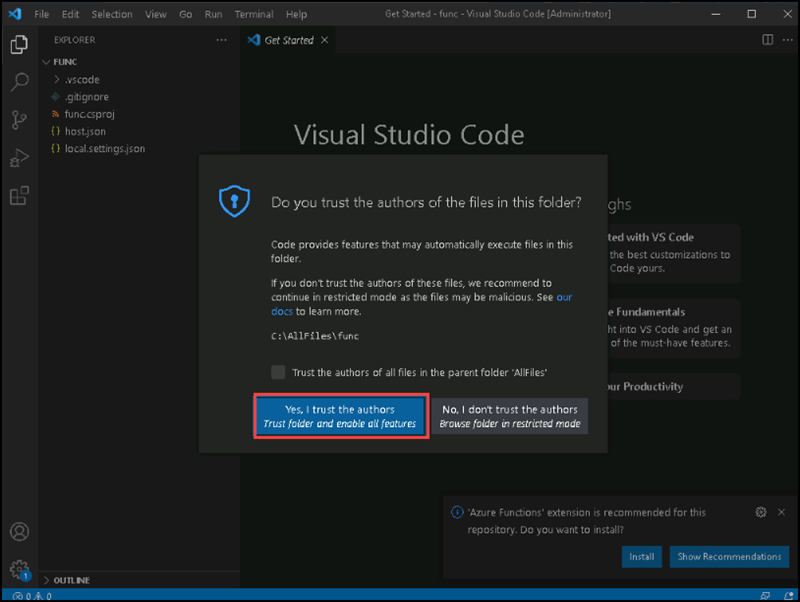 File Edit Selection View Go Run Terminal Help
Get Started - func - Visual Studio Code [Administrator]
EXPLORER
Get Started
FUNC
.vscode
.gitignore
func.csproj
{} host.json
{} local.settings.json
Visual Studio Code
Do you trust the authors of the files in this folder?
Code provides features that may automatically execute files in this
folder.
If you don't trust the authors of these files, we recommend to
continue in restricted mode as the files may be malicious. See our
docs to learn more.
C:\AllFiles\func
Trust the authors of all files in the parent folder 'AllFiles'
Yes, I trust the authors
Trust folder and enable all features
No, I don't trust the authors
Browse folder in restricted mode
ghs
ted with VS Code
the best customizations to
Code yours.
e Fundamentals
ht into VS Code and get an
of the must-have features.
ur Productivity
'Azure Functions' extension is recommended for this
repository. Do you want to install?
Install
Show Recommendations
1
OUTLINE
0 0